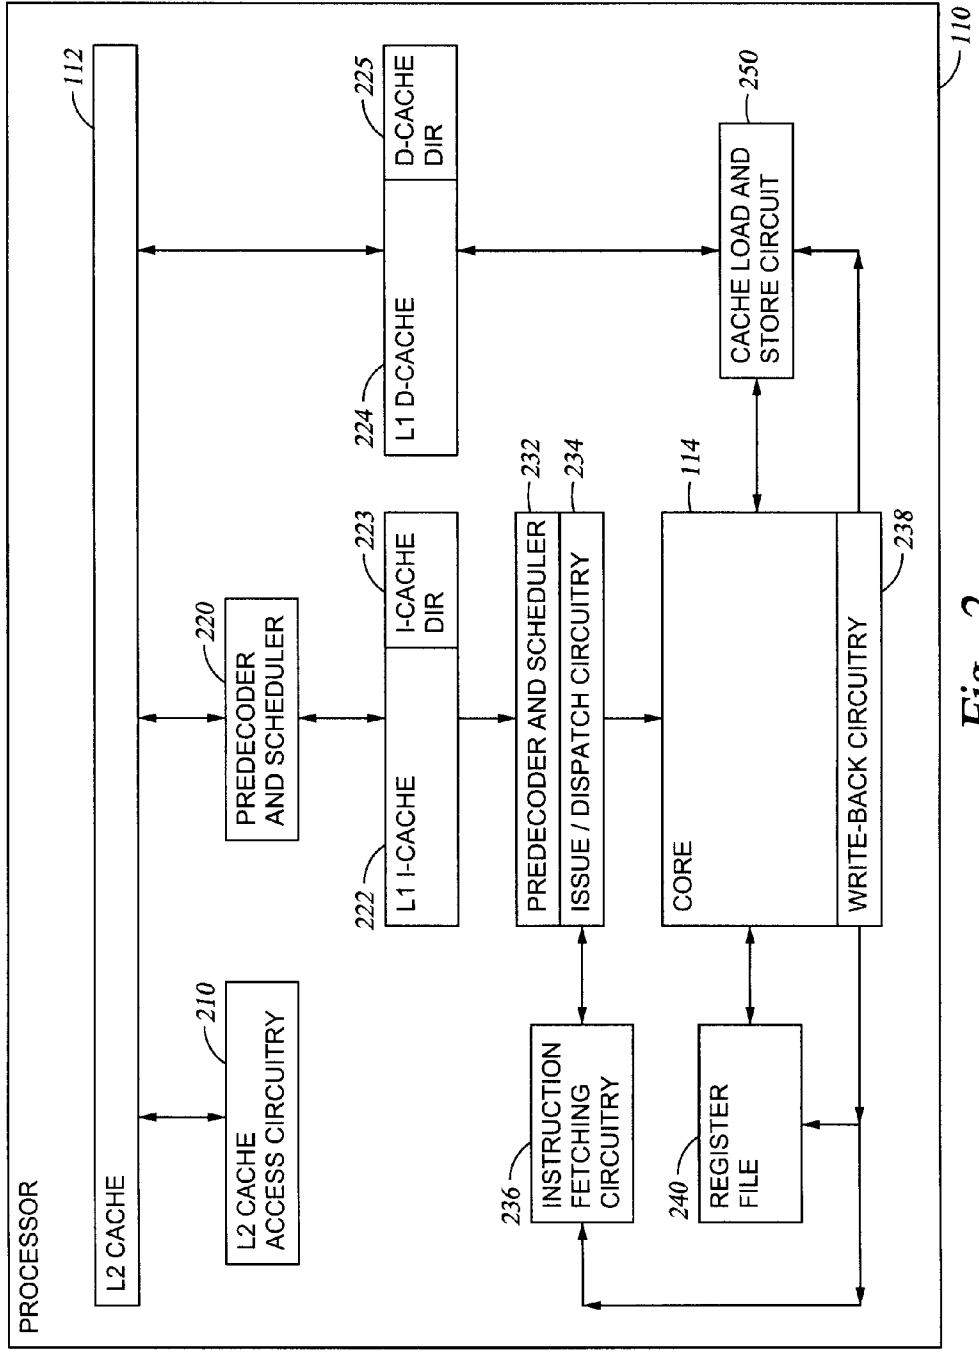 PROCESSOR
112
L2 CACHE
210
L2 CACHE
ACCESS CIRCUITRY
220
PREDECODER
AND SCHEDULER
222
L1 I-CACHE
223
I-CACHE
DIR
224
L1 D-CACHE
225
D-CACHE
DIR
236
INSTRUCTION
FETCHING
CIRCUITRY
PREDECODER AND SCHEDULER
232
ISSUE / DISPATCH CIRCUITRY
234
240
REGISTER
FILE
CORE
114
WRITE-BACK CIRCUITRY
238
CACHE LOAD AND
STORE CIRCUIT
250
110
Fig. 2